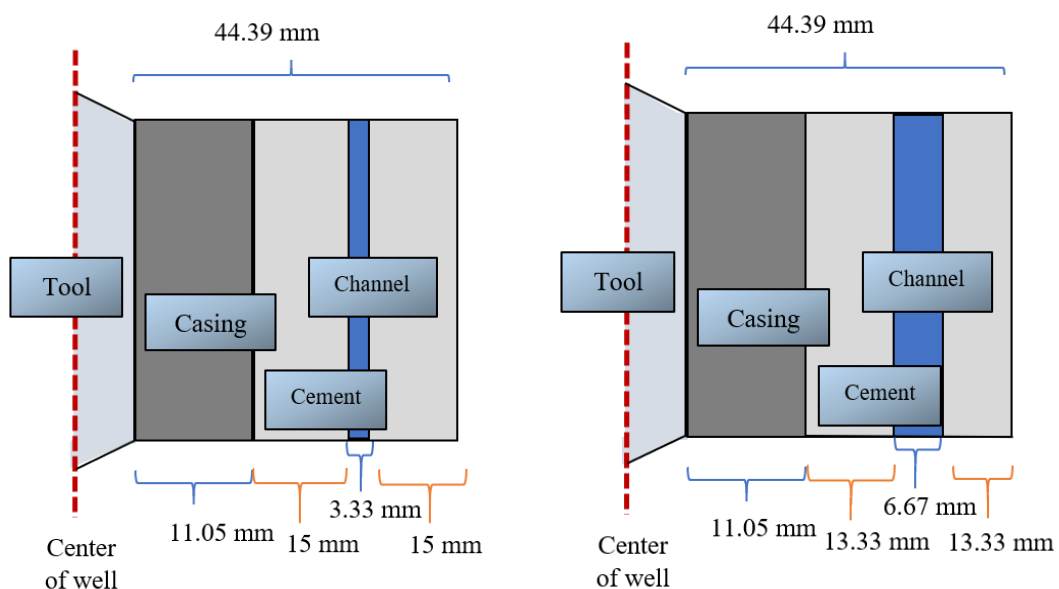 44.39 mm
Tool
Casing
Channel
Cement
3.33 mm
11.05 mm
15 mm
15 mm
Center
of well
44.39 mm
Tool
Casing
Channel
Cement
6.67 mm
11.05 mm
13.33 mm
13.33 mm
Center
of well